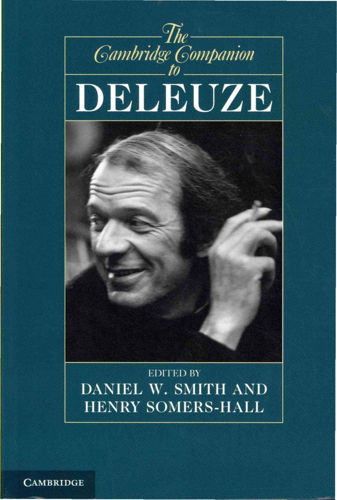 The
Cambridge Companion
to
DELEUZE
EDITED BY
DANIEL W. SMITH AND
HENRY SOMERS-HALL
CAMBRIDGE